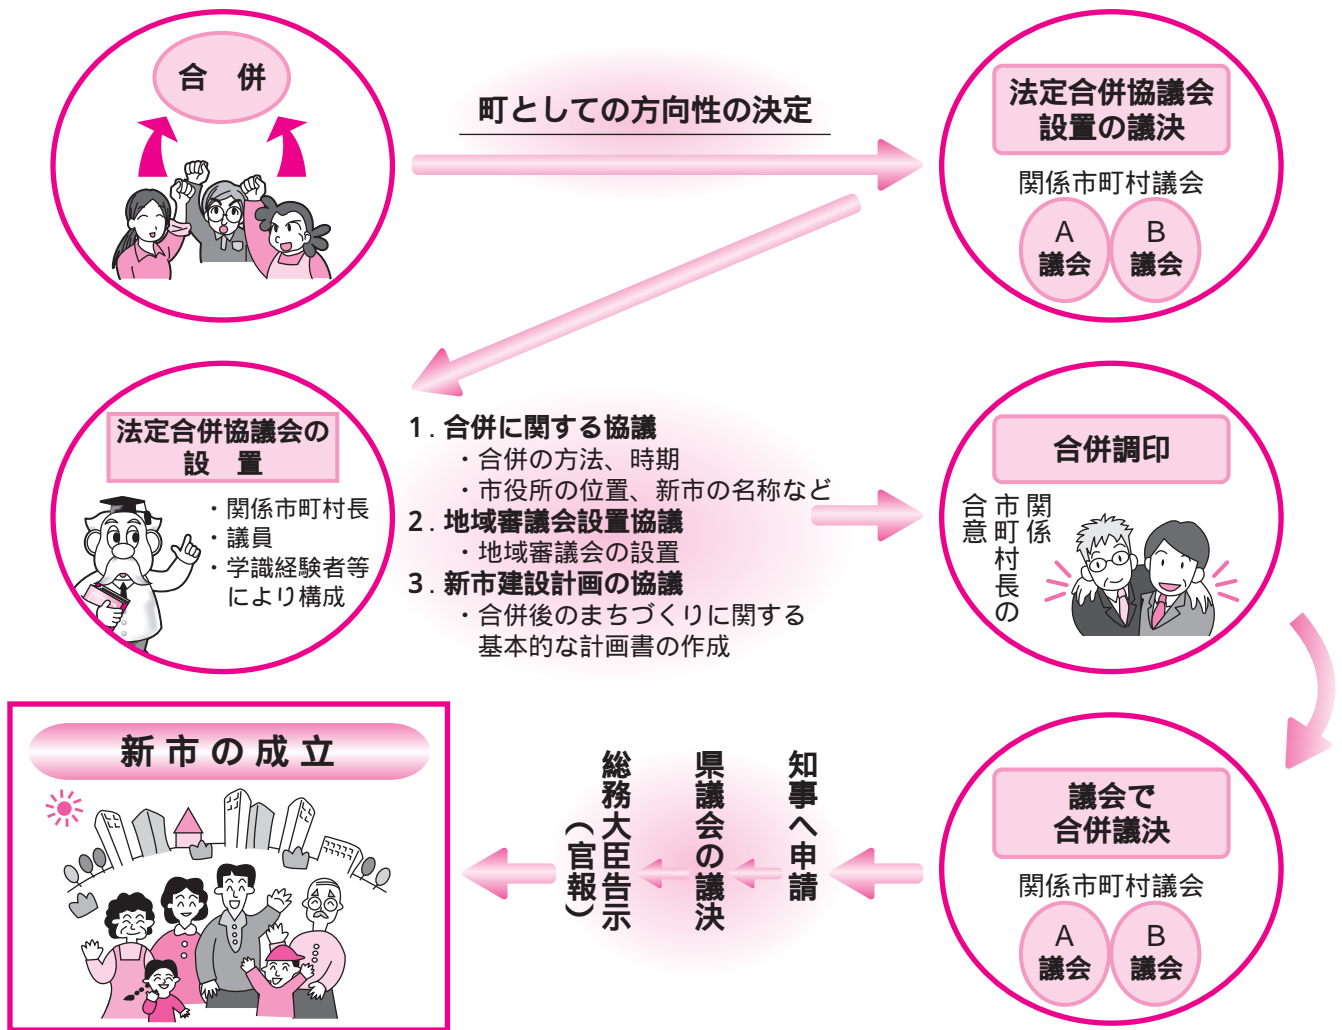 合　併
町としての方向性の決定
法定合併協議会
設置の議決
関係市町村議会
A
議会
B
議会
法定合併協議会の
設　置
・関係市町村長
・議員
・学識経験者等
により構成
1．合併に関する協議
・合併の方法、時期
・市役所の位置、新市の名称など
2．地域審議会設置協議
・地域審議会の設置
3．新市建設計画の協議
・合併後のまちづくりに関する
基本的な計画書の作成
合併調印
関係
市町村長の
合意
議会で
合併議決
関係市町村議会
A
議会
B
議会
知事へ申請
県議会の議決
総務大臣告示
（官報）
新市の成立